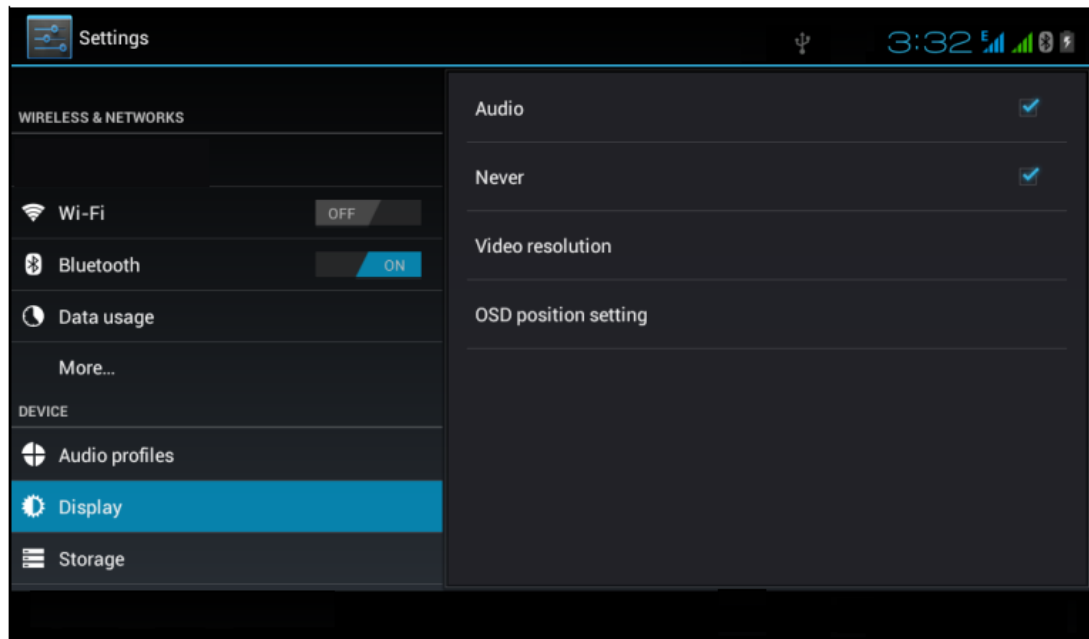 Settings
3:32
E
WIRELESS & NETWORKS
Wi-Fi
OFF
Bluetooth
ON
Data usage
More...
DEVICE
Audio profiles
Display
Storage
Audio
Never
Video resolution
OSD position setting